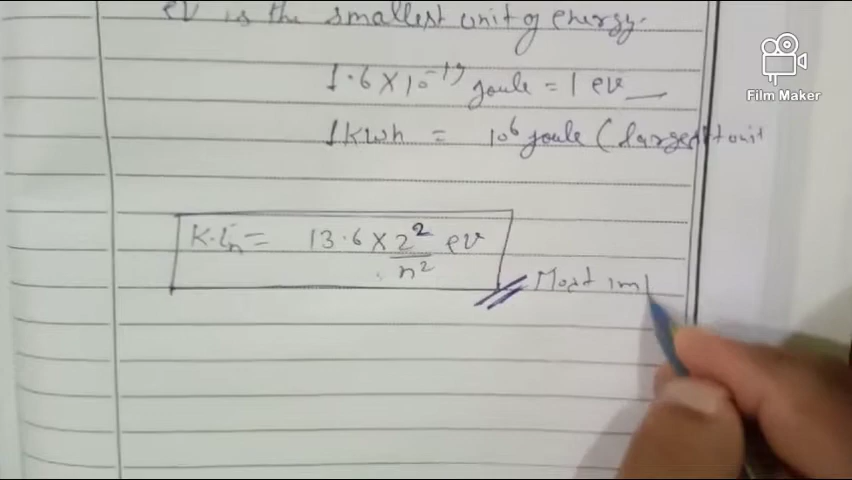 eV is the smallest unit of energy.
1.6 X 10⁻¹⁹ joule = 1 eV
1 kwh = 10⁶ joule (largest unit
K.Eₙ = 13.6 X Z²/n² eV
Most im
Film Maker